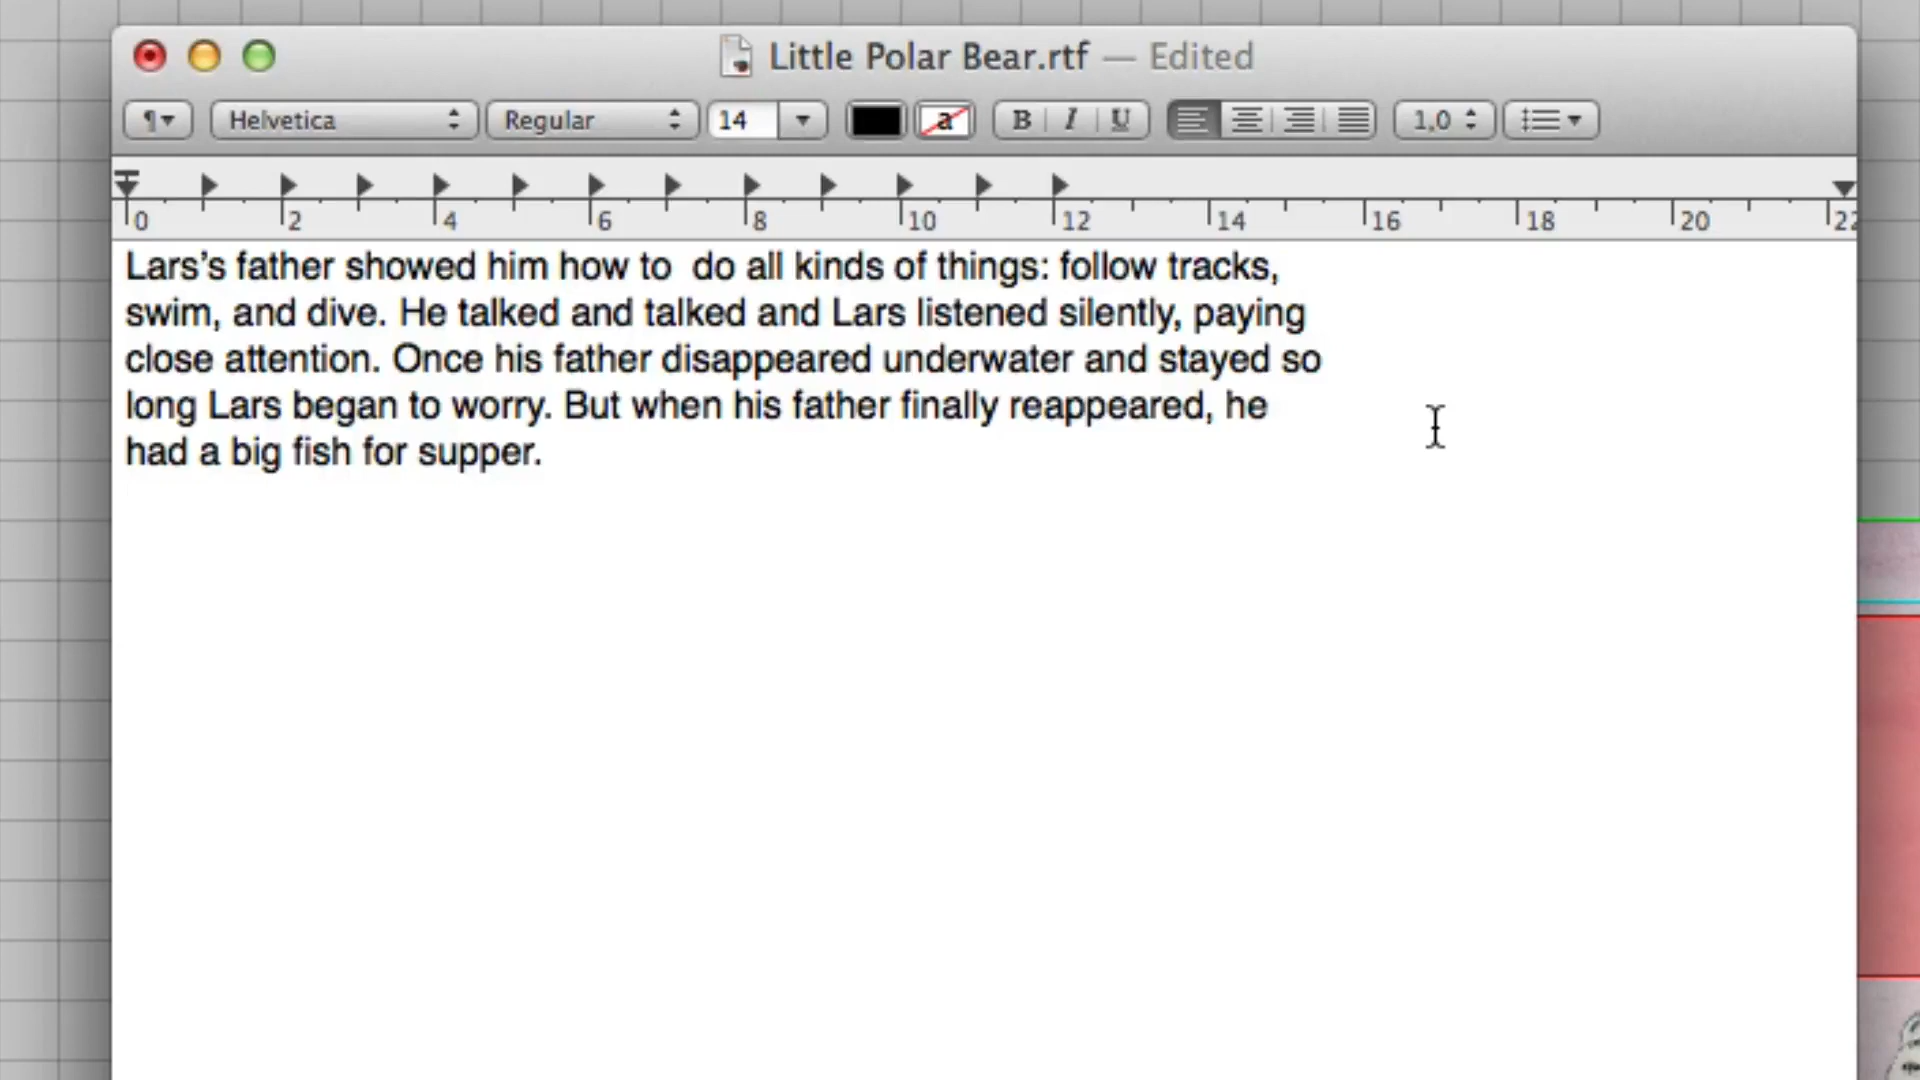 Little Polar Bear.rtf — Edited
¶ Helvetica Regular 14 a B I U 1,0
0 2 4 6 8 10 12 14 16 18 20 22
Lars’s father showed him how to  do all kinds of things: follow tracks,
swim, and dive. He talked and talked and Lars listened silently, paying
close attention. Once his father disappeared underwater and stayed so
long Lars began to worry. But when his father finally reappeared, he
had a big fish for supper.